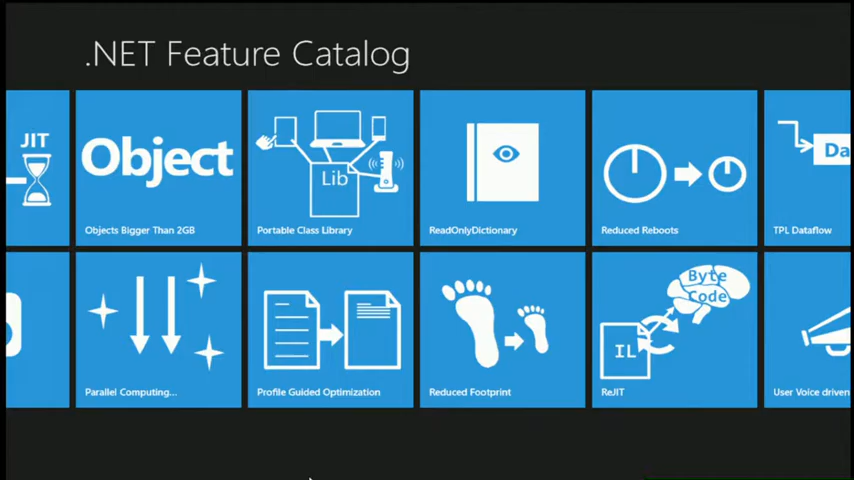 .NET Feature Catalog
JIT
Object
Objects Bigger Than 2GB
Lib
Portable Class Library
ReadOnlyDictionary
Reduced Reboots
Da
TPL Dataflow
Parallel Computing...
Profile Guided Optimization
Reduced Footprint
Byte
Code
IL
ReJIT
User Voice driven